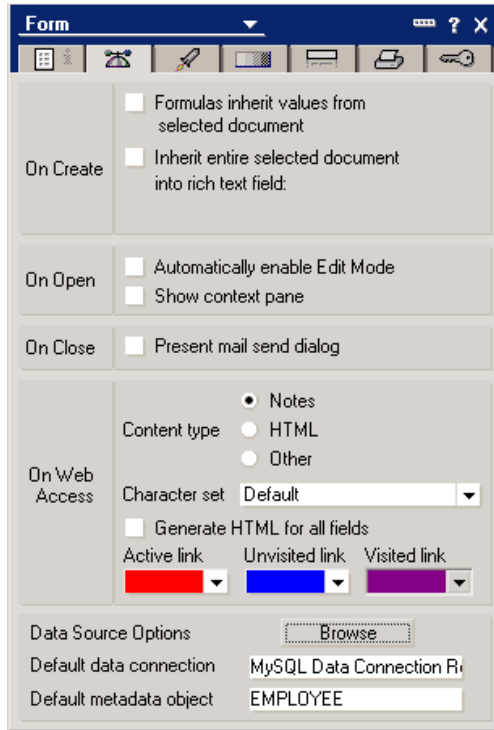 Form
? X
Formulas inherit values from
selected document
On Create
Inherit entire selected document
into rich text field:
On Open
Automatically enable Edit Mode
Show context pane
On Close
Present mail send dialog
On Web
Access
Content type
Notes
HTML
Other
Character set Default
Generate HTML for all fields
Active link Unvisited link Visited link
Data Source Options Browse
Default data connection MySQL Data Connection
Default metadata object EMPLOYEE